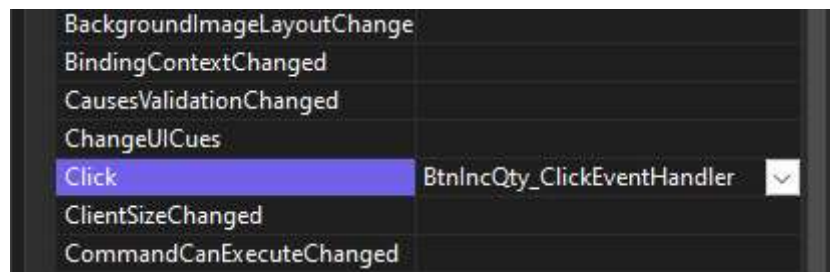 BackgroundImageLayoutChange
BindingContextChanged
CausesValidationChanged
ChangeUICues
Click BtnIncQty_ClickEventHandler
ClientSizeChanged
CommandCanExecuteChanged